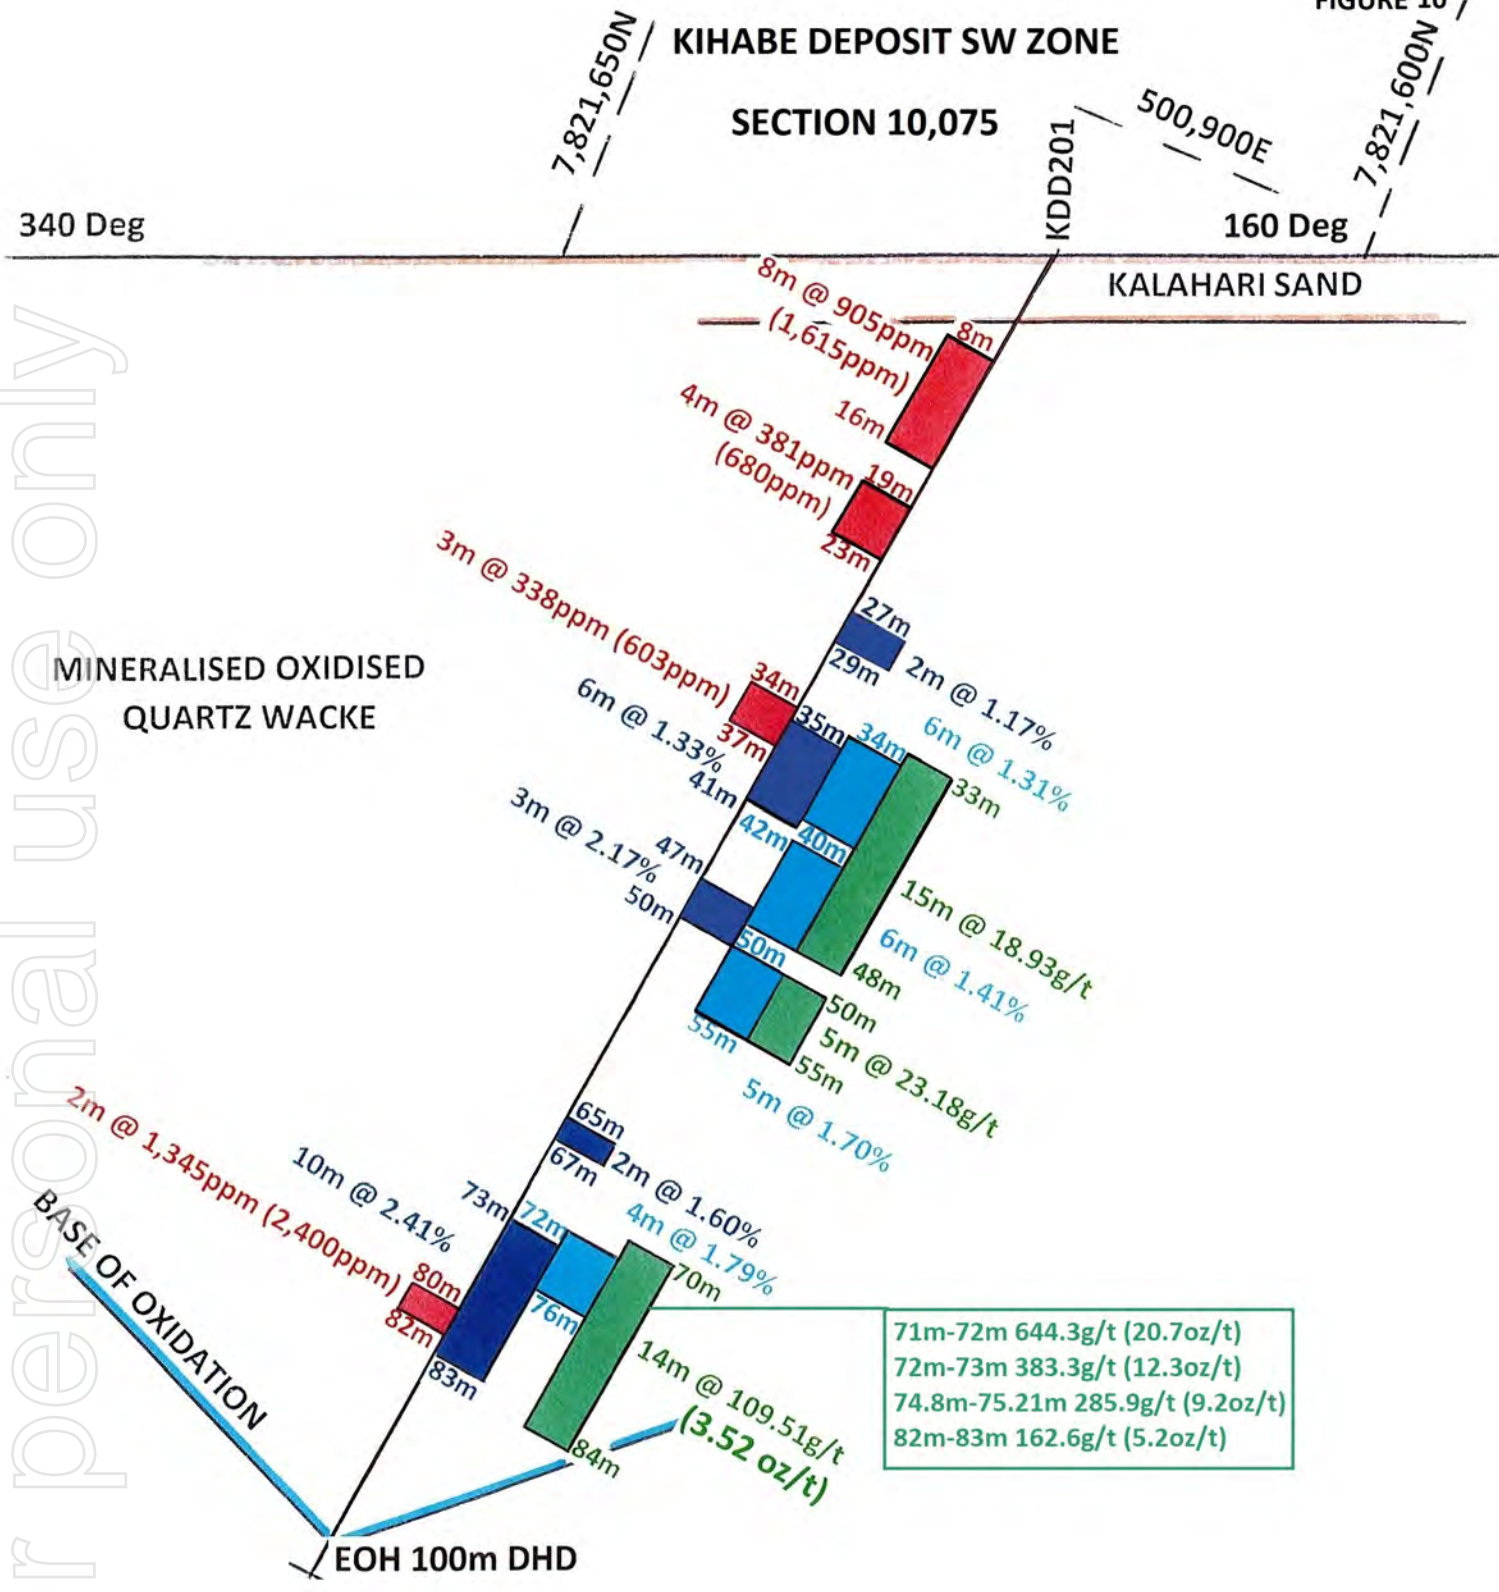 FIGURE 10
KIHABE DEPOSIT SW ZONE
SECTION 10,075
7,821,650N
KDD201
500,900E
7,821,600N
340 Deg
160 Deg
KALAHARI SAND
8m @ 905ppm
(1,615ppm)
8m
16m
4m @ 381ppm
(680ppm)
19m
23m
3m @ 338ppm (603ppm)
27m
29m
2m @ 1.17%
MINERALISED OXIDISED
QUARTZ WACKE
34m
37m
6m @ 1.33%
35m
41m
34m
40m
6m @ 1.31%
33m
3m @ 2.17%
47m
50m
42m
50m
15m @ 18.93g/t
6m @ 1.41%
48m
50m
5m @ 23.18g/t
55m
55m
5m @ 1.70%
65m
67m
2m @ 1.60%
2m @ 1,345ppm (2,400ppm)
10m @ 2.41%
73m
72m
4m @ 1.79%
70m
80m
82m
76m
83m
14m @ 109.51g/t
(3.52 oz/t)
84m
71m-72m 644.3g/t (20.7oz/t)
72m-73m 383.3g/t (12.3oz/t)
74.8m-75.21m 285.9g/t (9.2oz/t)
82m-83m 162.6g/t (5.2oz/t)
BASE OF OXIDATION
EOH 100m DHD
r personal use only